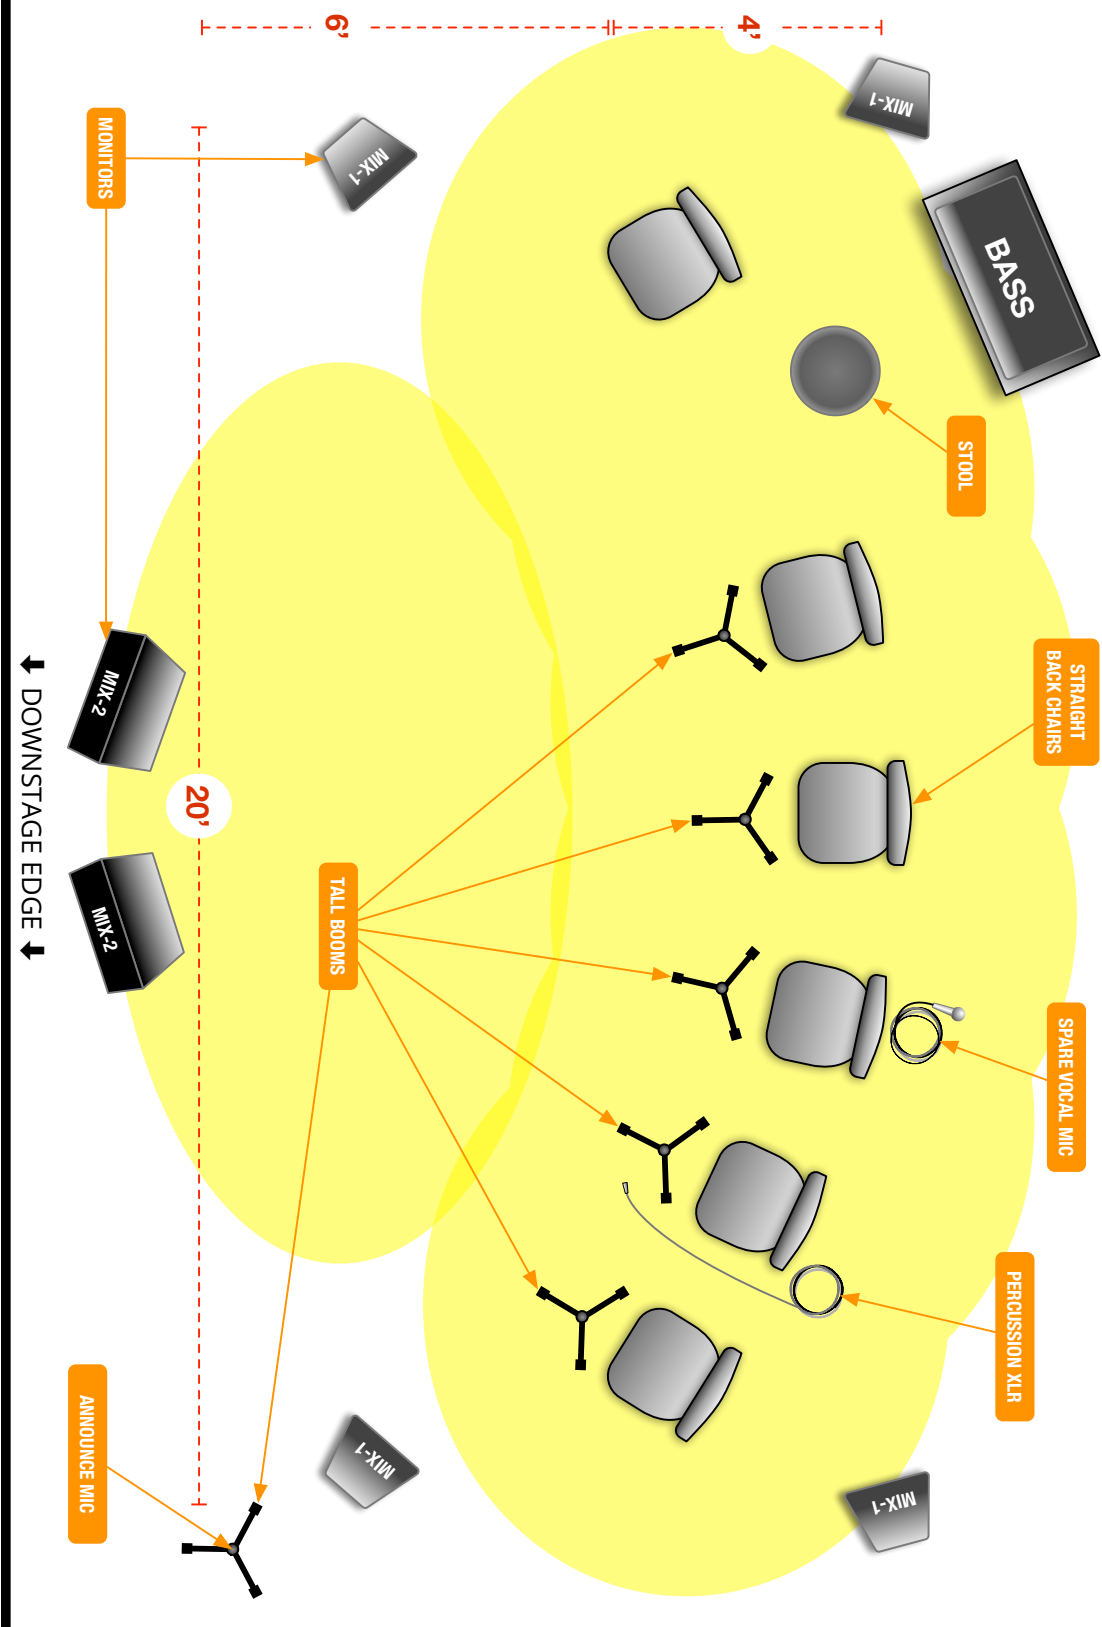 STRAIGHT
BACK CHAIRS
SPARE VOCAL MIC
PERCUSSION XLR
BASS
STOOL
MIX-1
MIX-1
4’
MIX-1
MIX-1
6’
TALL BOOMS
20’
MONITORS
MIX-2
MIX-2
ANNOUNCE MIC
⬇ DOWNSTAGE EDGE ⬇